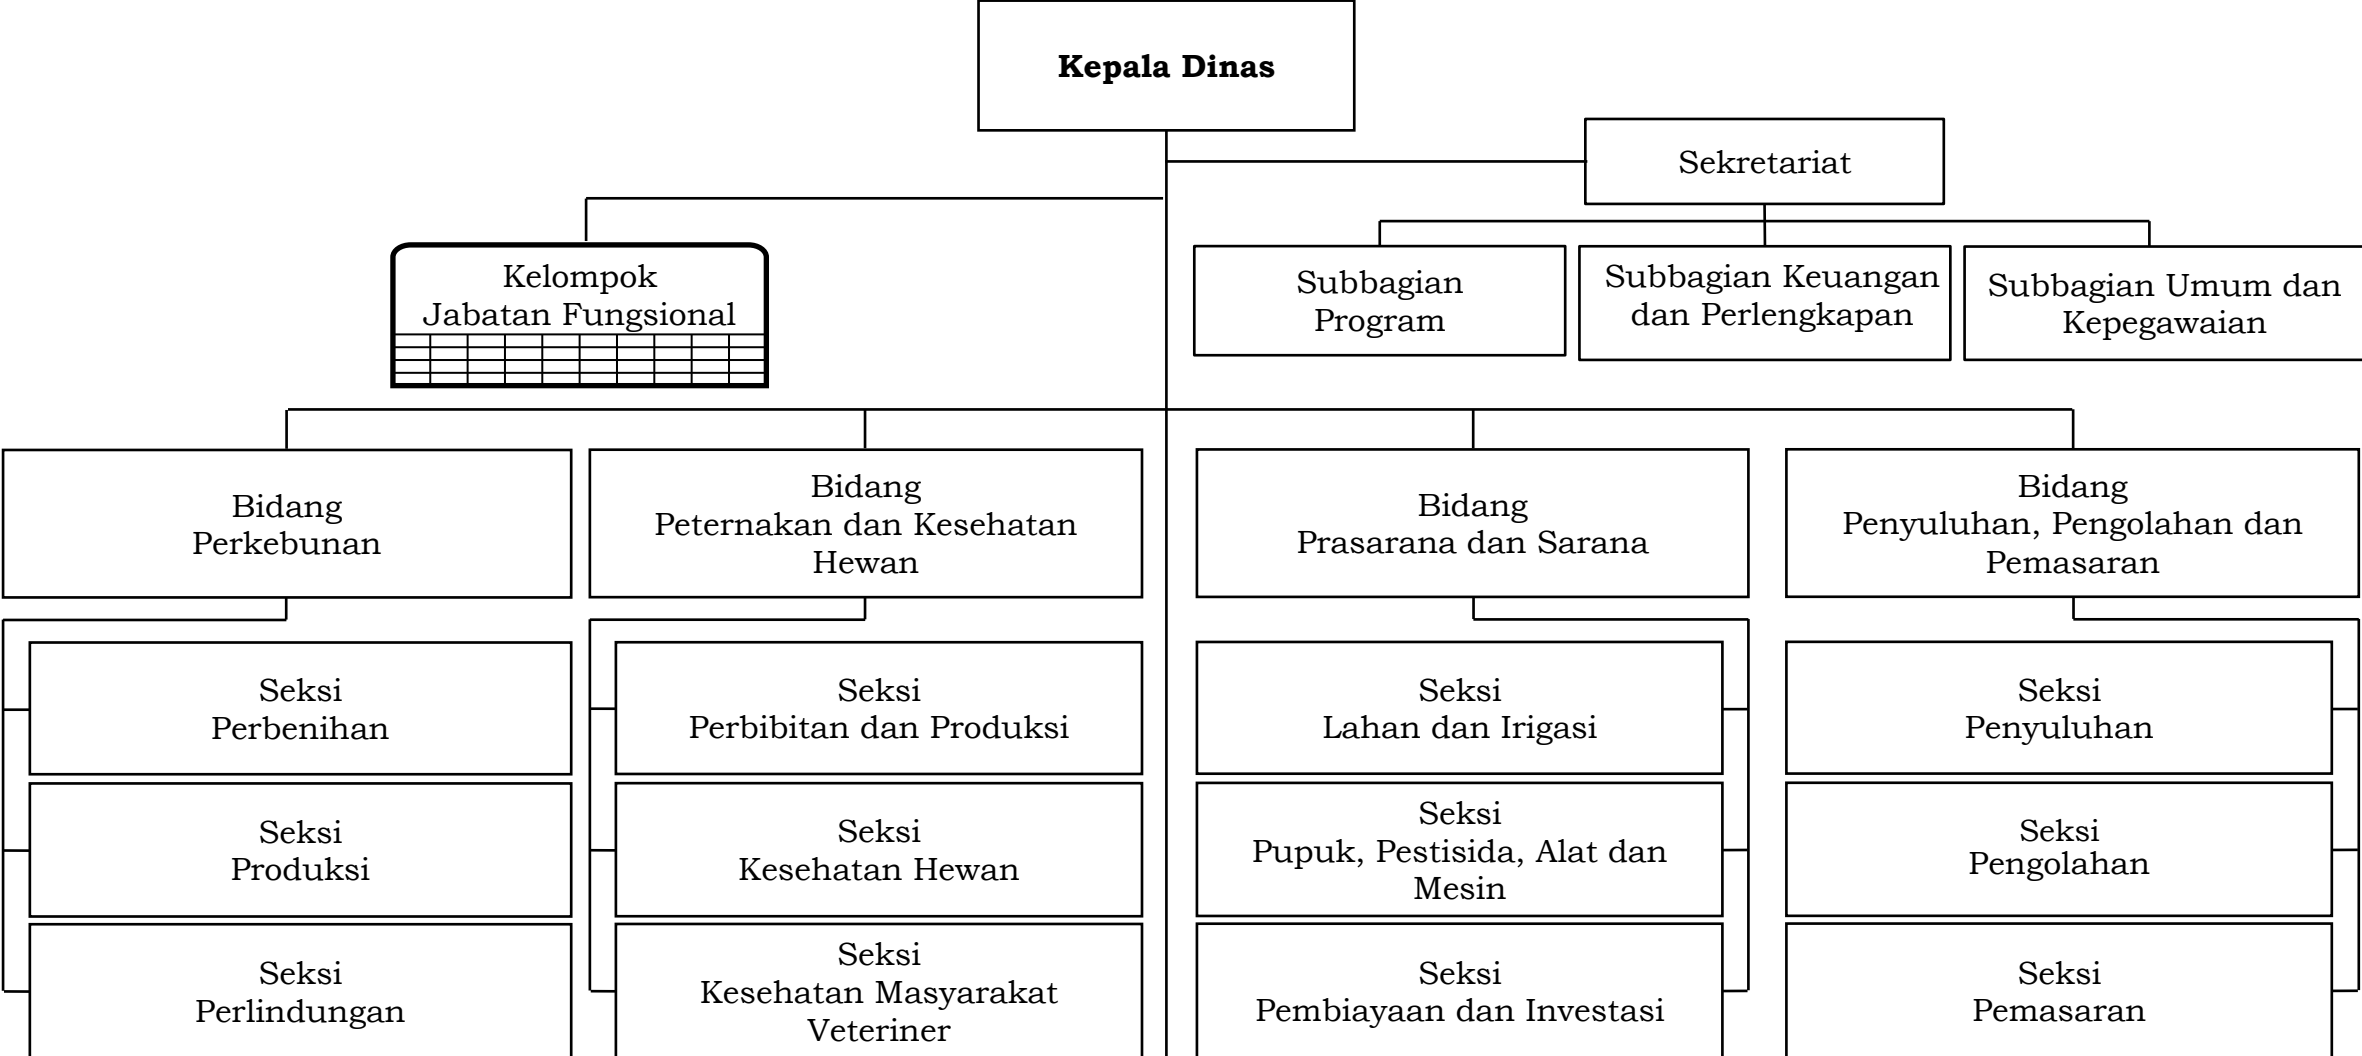 Kepala Dinas
Sekretariat
Kelompok
Jabatan Fungsional
Subbagian
Program
Subbagian Keuangan
dan Perlengkapan
Subbagian Umum dan
Kepegawaian
Bidang
Perkebunan
Bidang
Peternakan dan Kesehatan
Hewan
Bidang
Prasarana dan Sarana
Bidang
Penyuluhan, Pengolahan dan
Pemasaran
Seksi
Perbenihan
Seksi
Perbibitan dan Produksi
Seksi
Lahan dan Irigasi
Seksi
Penyuluhan
Seksi
Produksi
Seksi
Kesehatan Hewan
Seksi
Pupuk, Pestisida, Alat dan
Mesin
Seksi
Pengolahan
Seksi
Perlindungan
Seksi
Kesehatan Masyarakat
Veteriner
Seksi
Pembiayaan dan Investasi
Seksi
Pemasaran